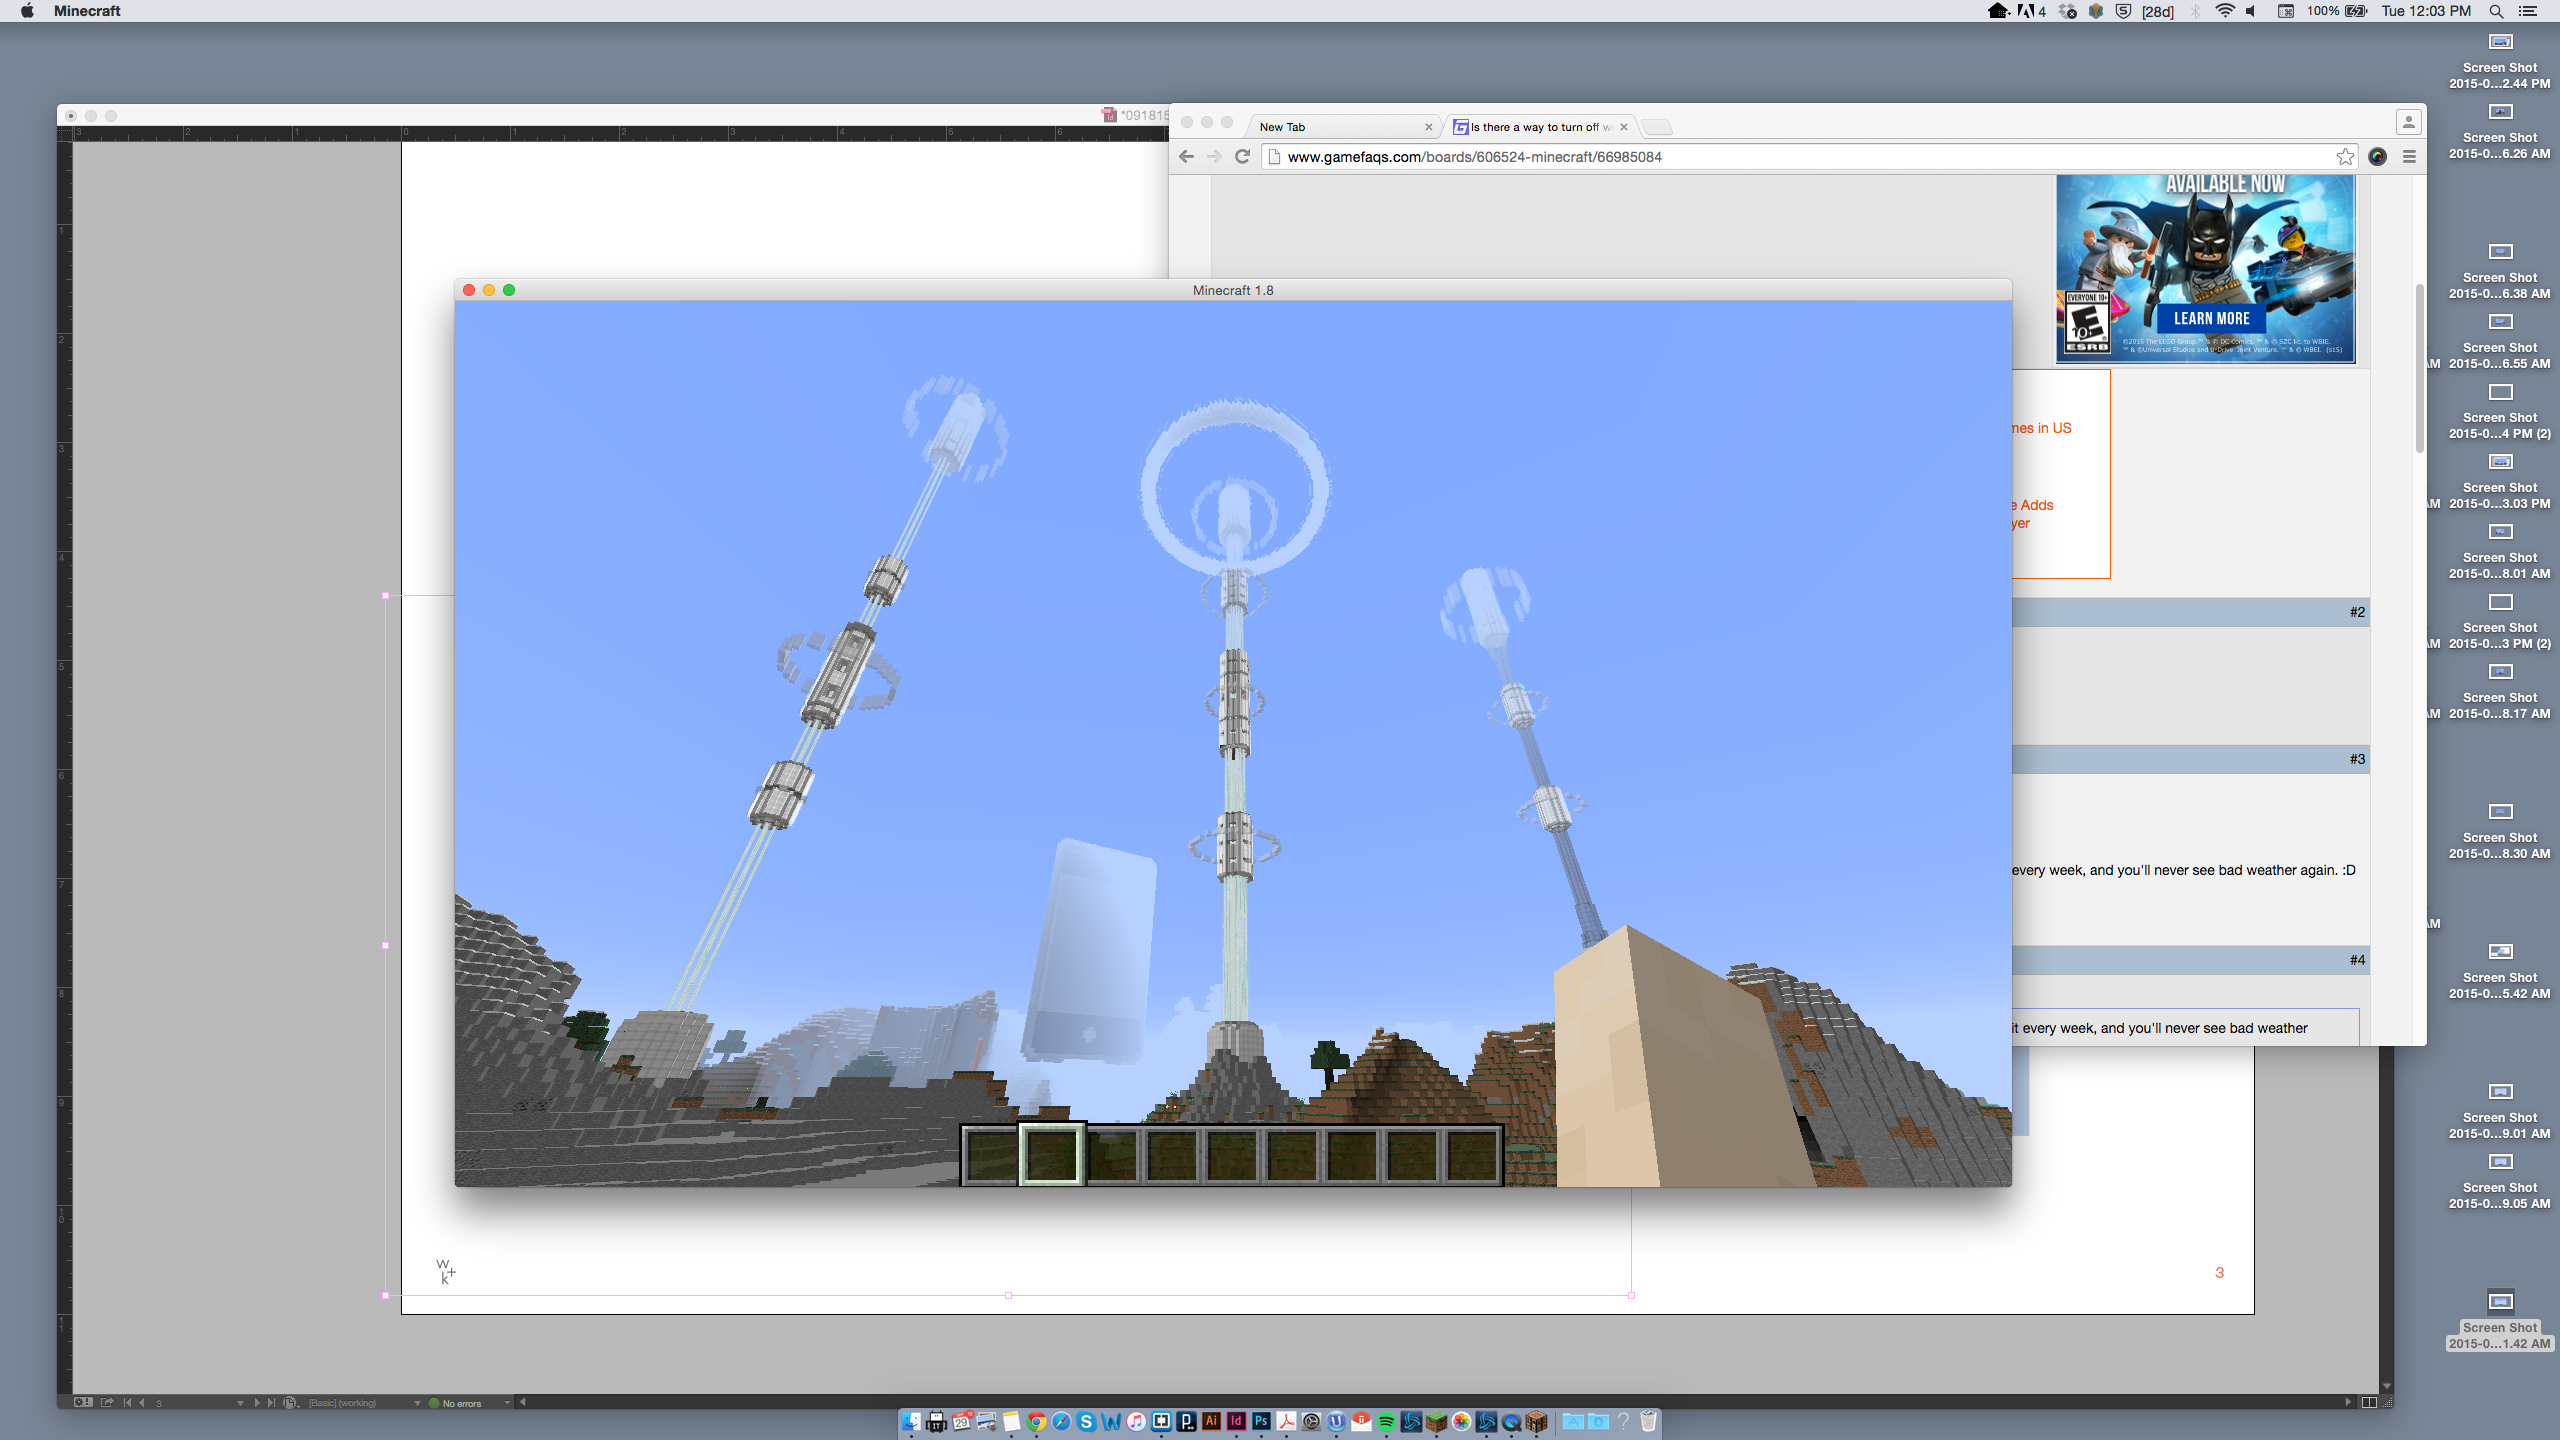 Minecraft
4
[28d]
100%
Tue 12:03 PM
Screen Shot
2015-0...2.44 PM
Screen Shot
2015-0...6.26 AM
Screen Shot
2015-0...6.38 AM
Screen Shot
2015-0...6.55 AM
Screen Shot
2015-0...4 PM (2)
Screen Shot
2015-0...3.03 PM
Screen Shot
2015-0...8.01 AM
Screen Shot
2015-0...3 PM (2)
Screen Shot
2015-0...8.17 AM
Screen Shot
2015-0...8.30 AM
Screen Shot
2015-0...5.42 AM
Screen Shot
2015-0...9.01 AM
Screen Shot
2015-0...9.05 AM
Screen Shot
2015-0...1.42 AM
*091815
New Tab
Is there a way to turn off w
www.gamefaqs.com/boards/606524-minecraft/66985084
AVAILABLE NOW
EVERYONE 10+
E
10+
ESRB
LEARN MORE
mes in US
e Adds
yer
#2
#3
every week, and you'll never see bad weather again. :D
#4
it every week, and you'll never see bad weather
Minecraft 1.8
w
k+
3
3
[Basic] (working)
No errors
29
Ai
Id
Ps